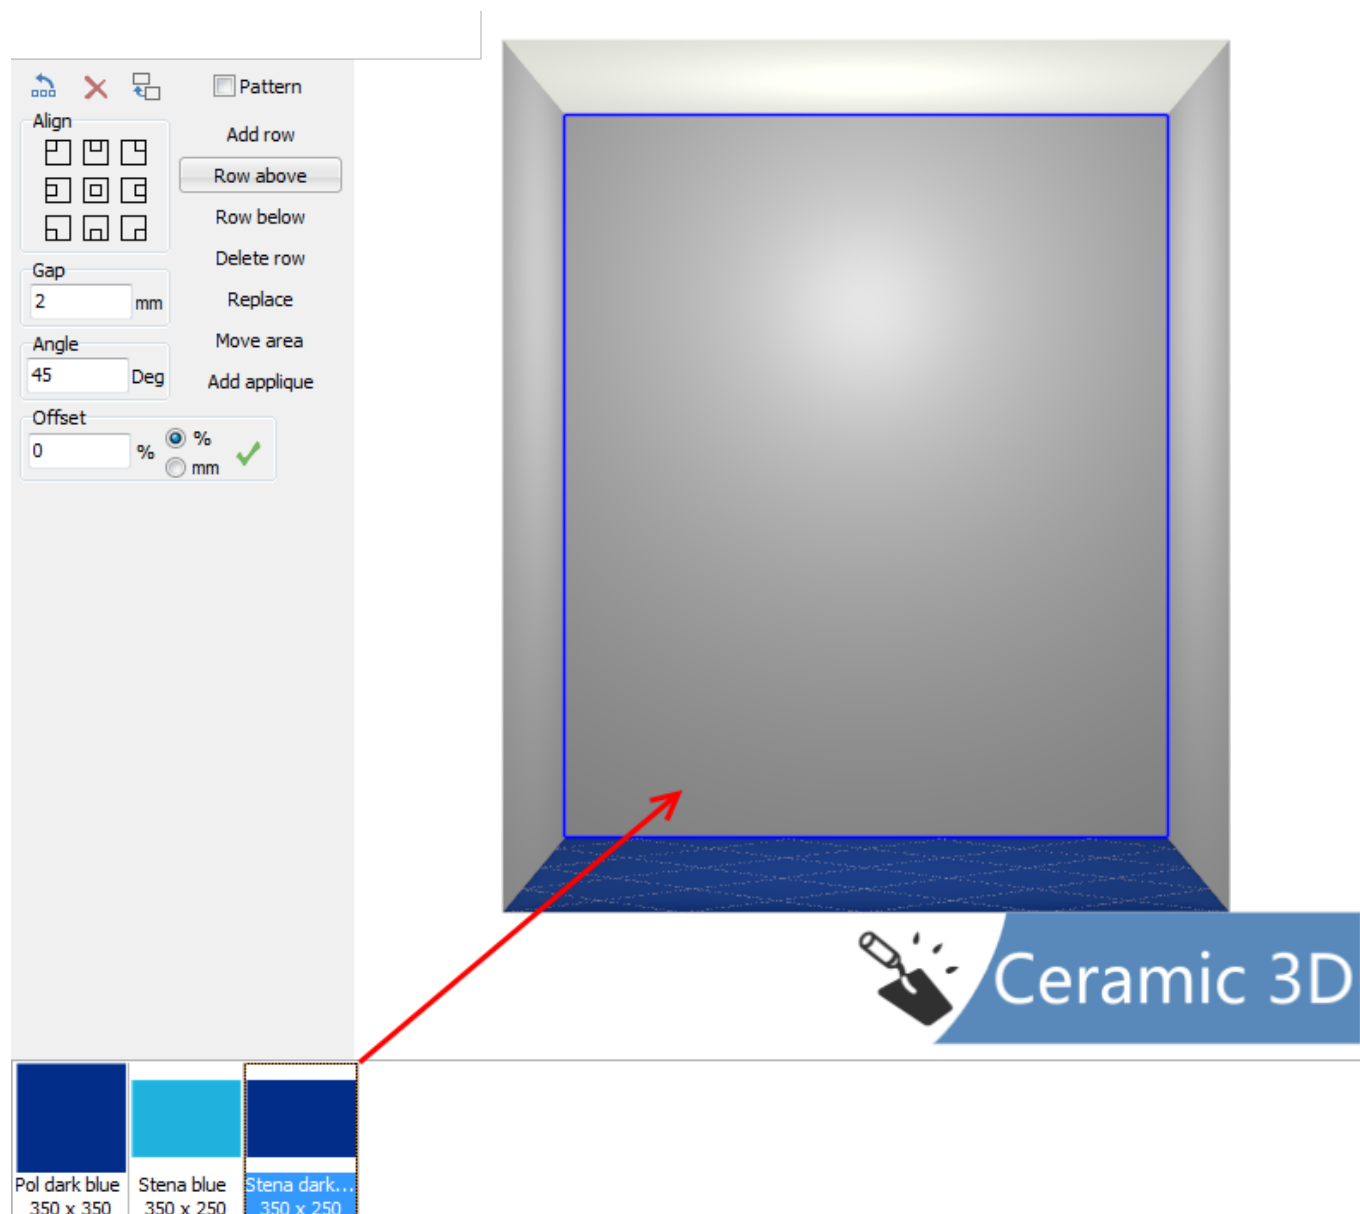 Pattern
Align
Add row
Row above
Row below
Delete row
Gap
2 mm
Replace
Angle
Move area
45 Deg
Add applique
Offset
0 %
%
mm
Ceramic 3D
Pol dark blue
350 x 350
Stena blue
350 x 250
Stena dark...
350 x 250